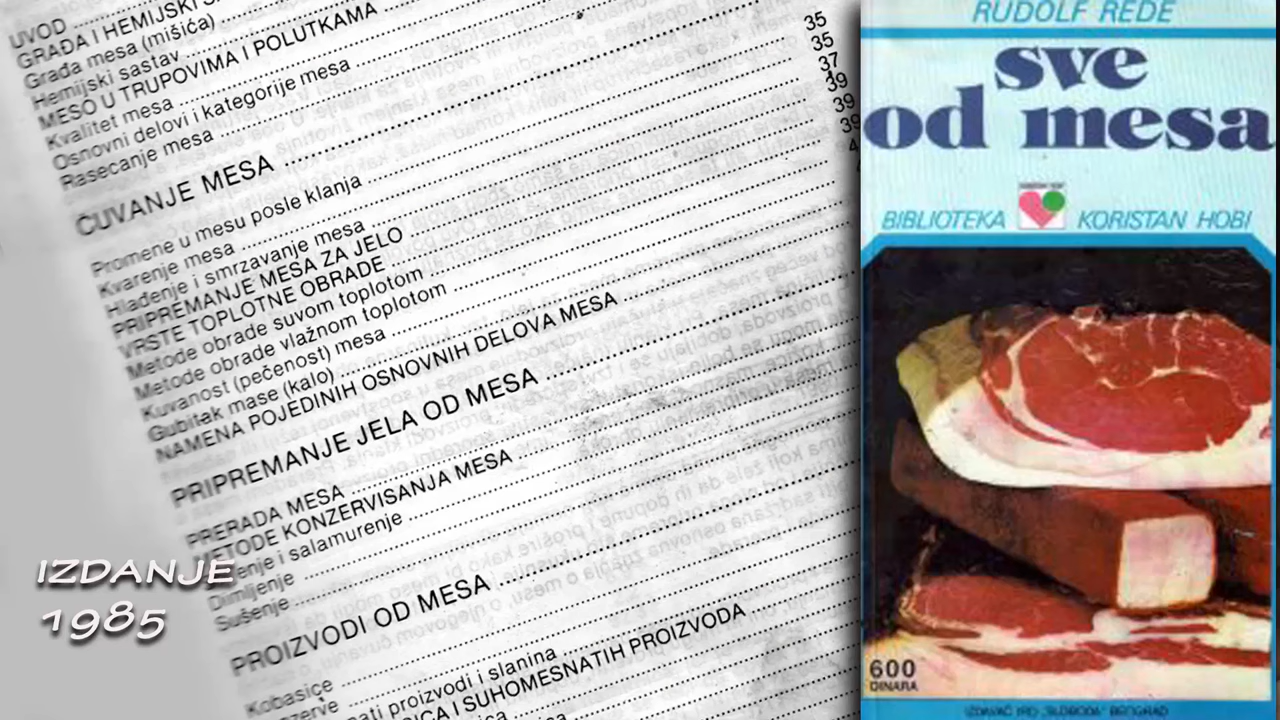 UVOD
GRAĐA I HEMIJSKI
Građa mesa (mišića)
Hemijski sastav
MESO U TRUPOVIMA I POLUTKAMA
Kvalitet mesa
Osnovni delovi i kategorije mesa
Rasecanje mesa
ČUVANJE MESA
Promene u mesu posle klanja
Kvarenje mesa
Hlađenje i smrzavanje mesa
PRIPREMANJE MESA ZA JELO
VRSTE TOPLOTNE OBRADE
Metode obrade suvom toplotom
Metode obrade vlažnom toplotom
Kuvanost (pečenost) mesa
Gubitak mase (kalo)
NAMENA POJEDINIH OSNOVNIH DELOVA MESA
PRIPREMANJE JELA OD MESA
PRERADA MESA
METODE KONZERVISANJA MESA
i salamurenje
Dimljenje
Sušenje
PROIZVODI OD MESA
Kobasice
proizvodi i slanina
I SUHOMESNATIH PROIZVODA
35
35
37
39
39
39
IZDANJE
1985
RUDOLF REDE
sve
od mesa
BIBLIOTEKA KORISTAN HOBI
600
DINARA
IZDAVAČ IRO „SLOBODA" BEOGRAD